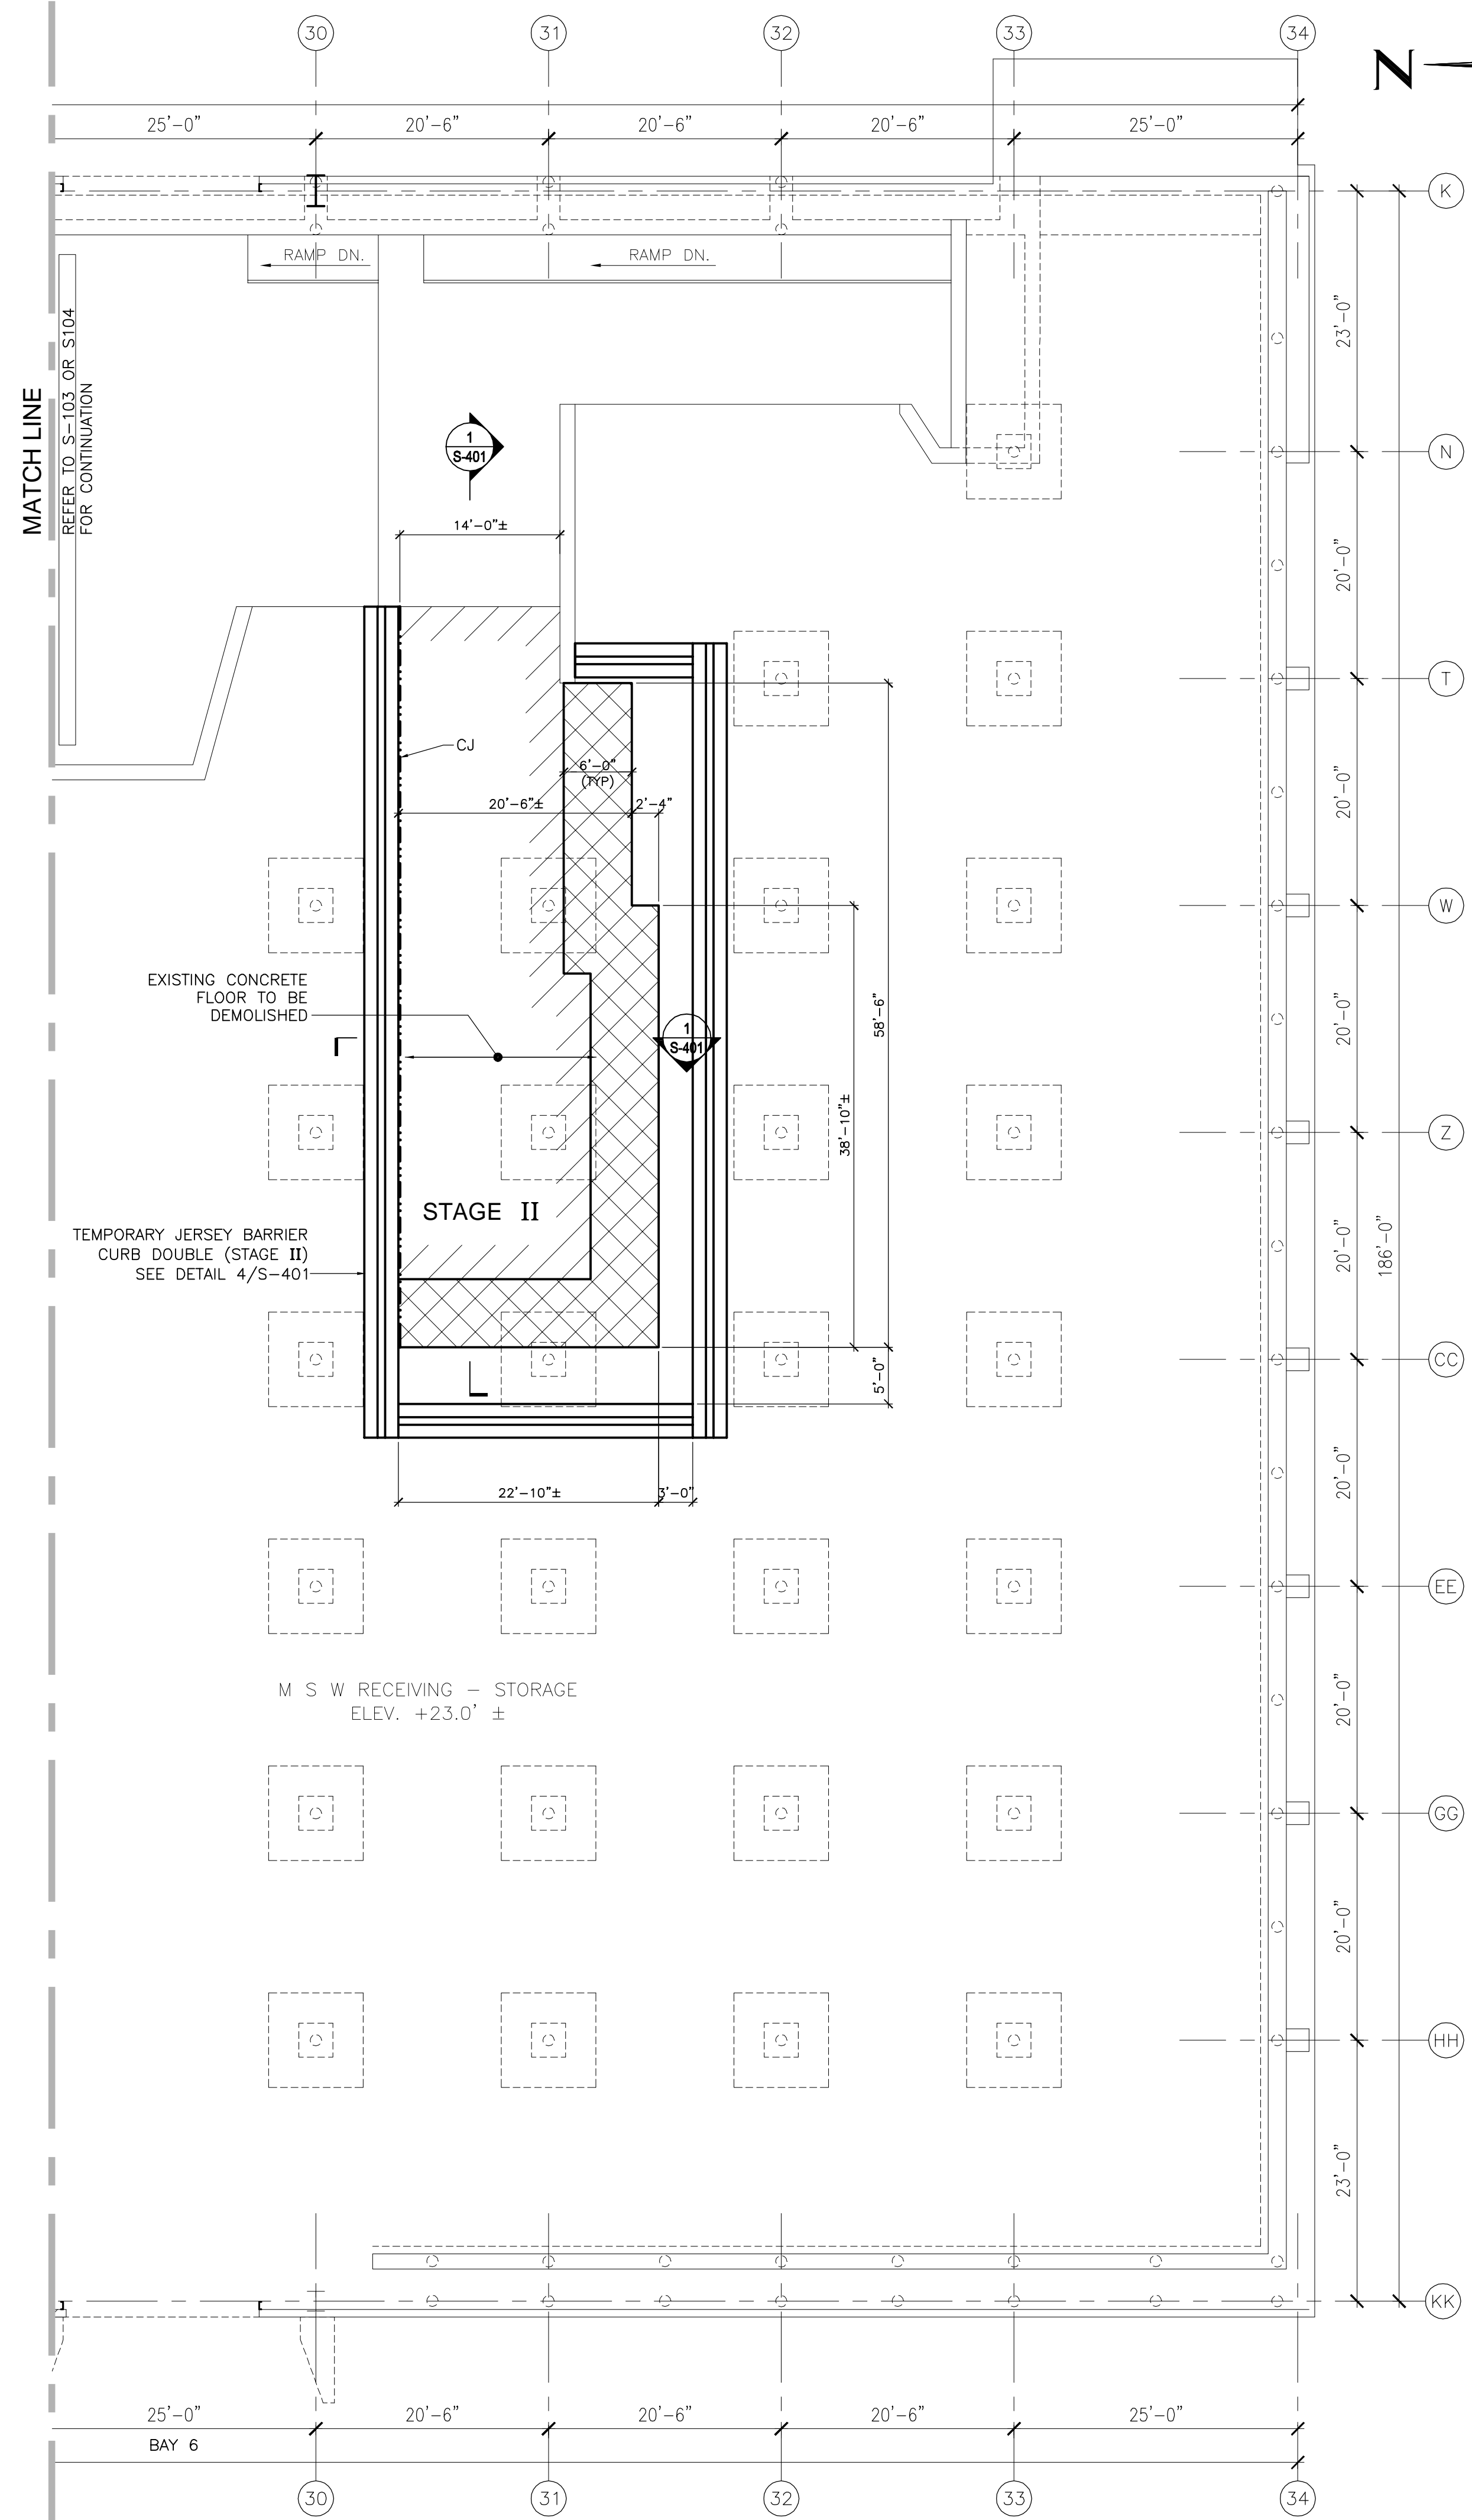 30 31 32 33 34
N
25'-0" 20'-6" 20'-6" 20'-6" 25'-0"
K
RAMP DN. RAMP DN.
23'-0"
MATCH LINE
REFER TO S-103 OR S104
FOR CONTINUATION
1
S-401
N
14'-0"±
20'-0"
T
CJ
6'-0"
(TYP)
20'-6"± 2'-4"
20'-0"
W
EXISTING CONCRETE
FLOOR TO BE
DEMOLISHED
1
S-401
58'-6"
20'-0"
38'-10"±
Z
STAGE II
TEMPORARY JERSEY BARRIER
CURB DOUBLE (STAGE II)
SEE DETAIL 4/S-401
20'-0"
186'-0"
CC
5'-0"
22'-10"± 3'-0"
20'-0"
EE
M S W RECEIVING – STORAGE
ELEV. +23.0' ±
20'-0"
GG
20'-0"
HH
23'-0"
KK
25'-0" 20'-6" 20'-6" 20'-6" 25'-0"
BAY 6
30 31 32 33 34